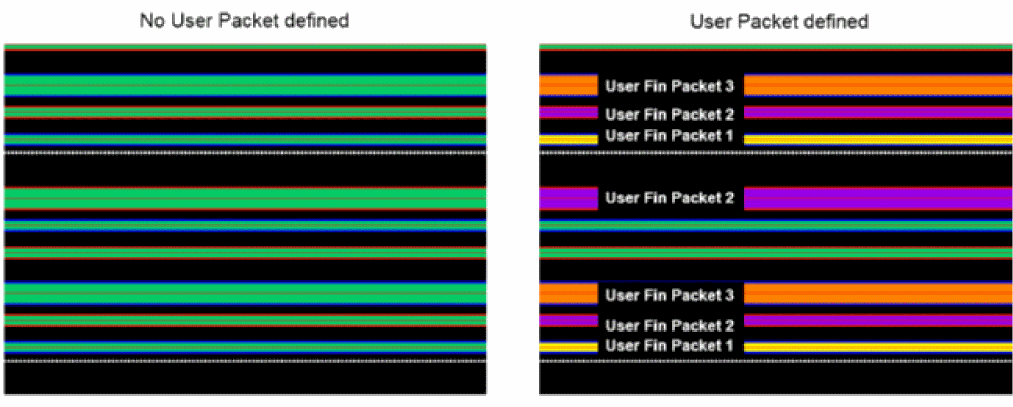 No User Packet defined
User Packet defined
User Fin Packet 3
User Fin Packet 2
User Fin Packet 1
User Fin Packet 2
User Fin Packet 3
User Fin Packet 2
User Fin Packet 1